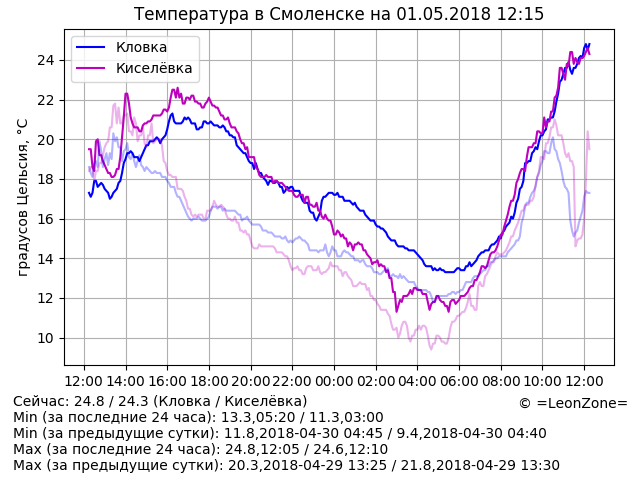 Температура в Смоленске на 01.05.2018 12:15
Кловка
Киселёвка
градусов Цельсия, °C
24
22
20
18
16
14
12
10
12:00 14:00 16:00 18:00 20:00 22:00 00:00 02:00 04:00 06:00 08:00 10:00 12:00
Сейчас: 24.8 / 24.3 (Кловка / Киселёвка)
© =LeonZone=
Min (за последние 24 часа): 13.3,05:20 / 11.3,03:00
Min (за предыдущие сутки): 11.8,2018-04-30 04:45 / 9.4,2018-04-30 04:40
Max (за последние 24 часа): 24.8,12:05 / 24.6,12:10
Max (за предыдущие сутки): 20.3,2018-04-29 13:25 / 21.8,2018-04-29 13:30